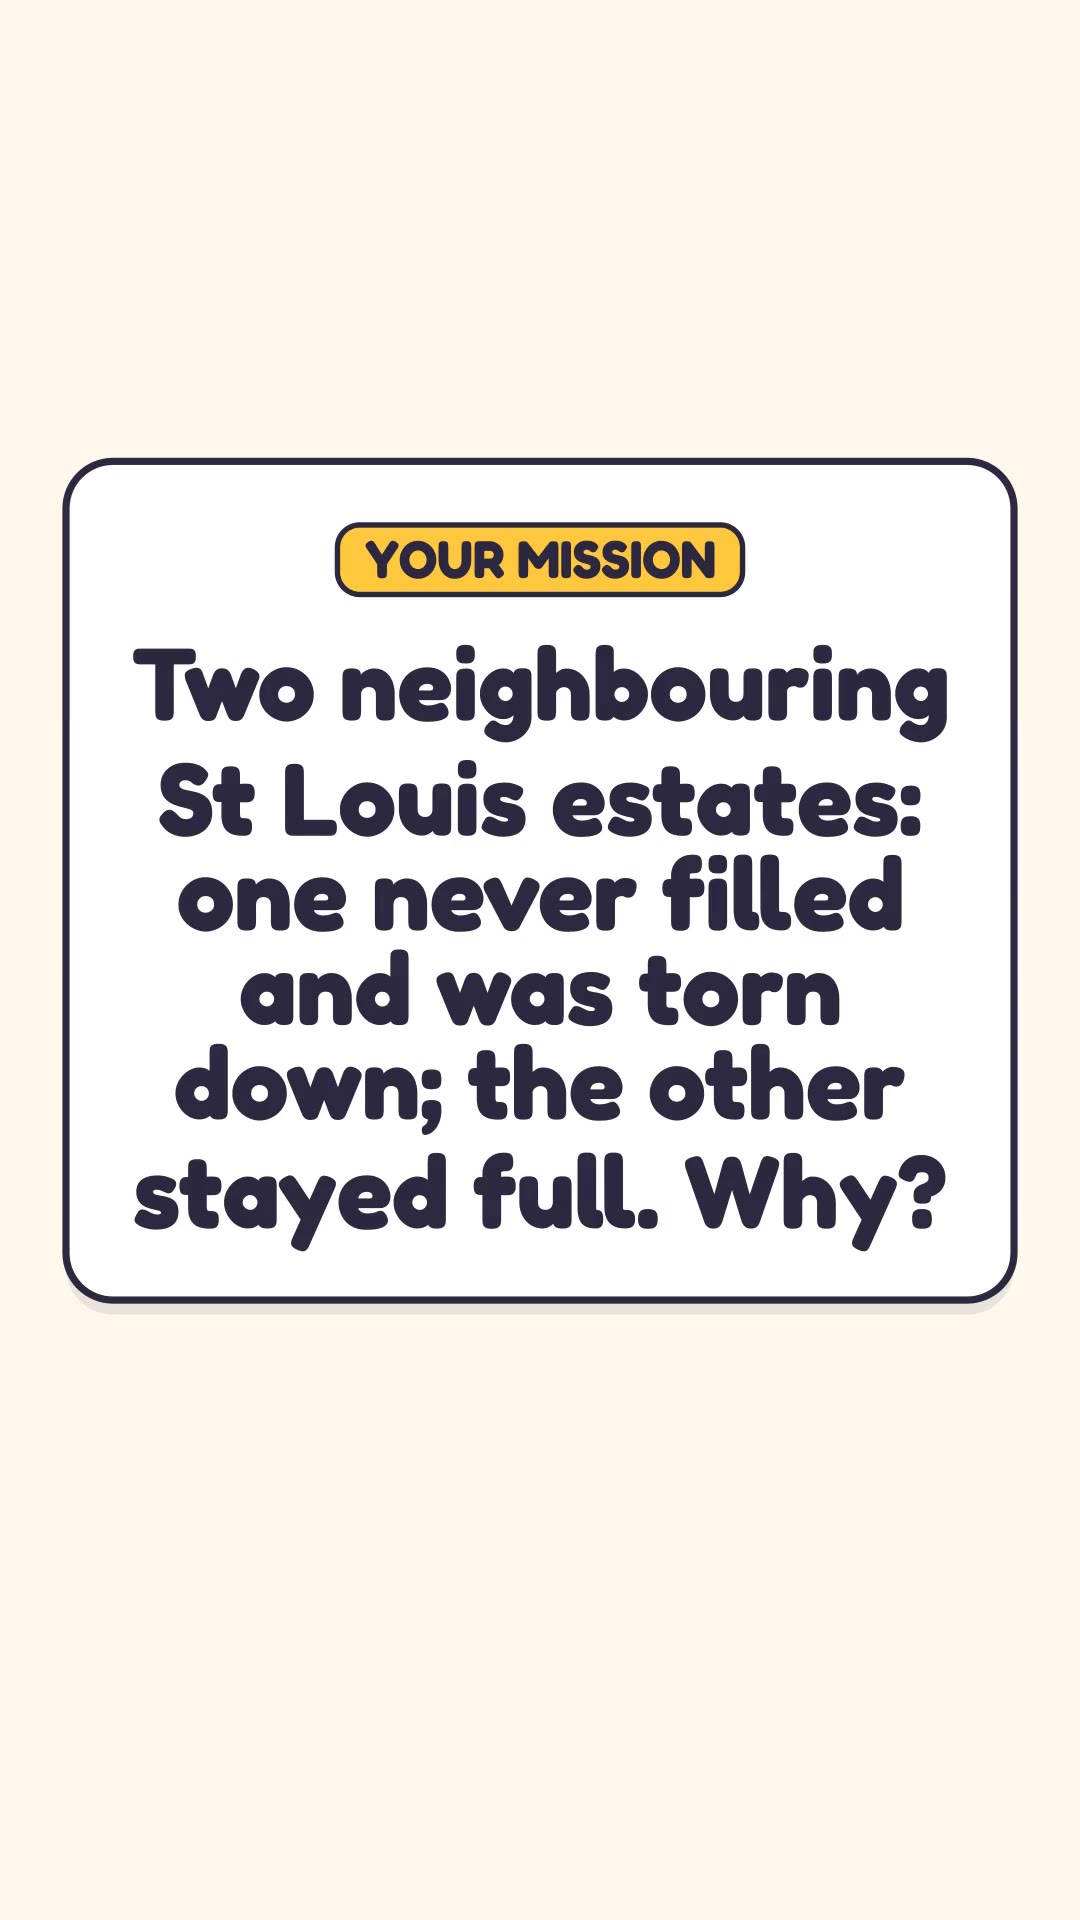 YOUR MISSION
Two neighbouring
St Louis estates:
one never filled
and was torn
down; the other
stayed full. Why?